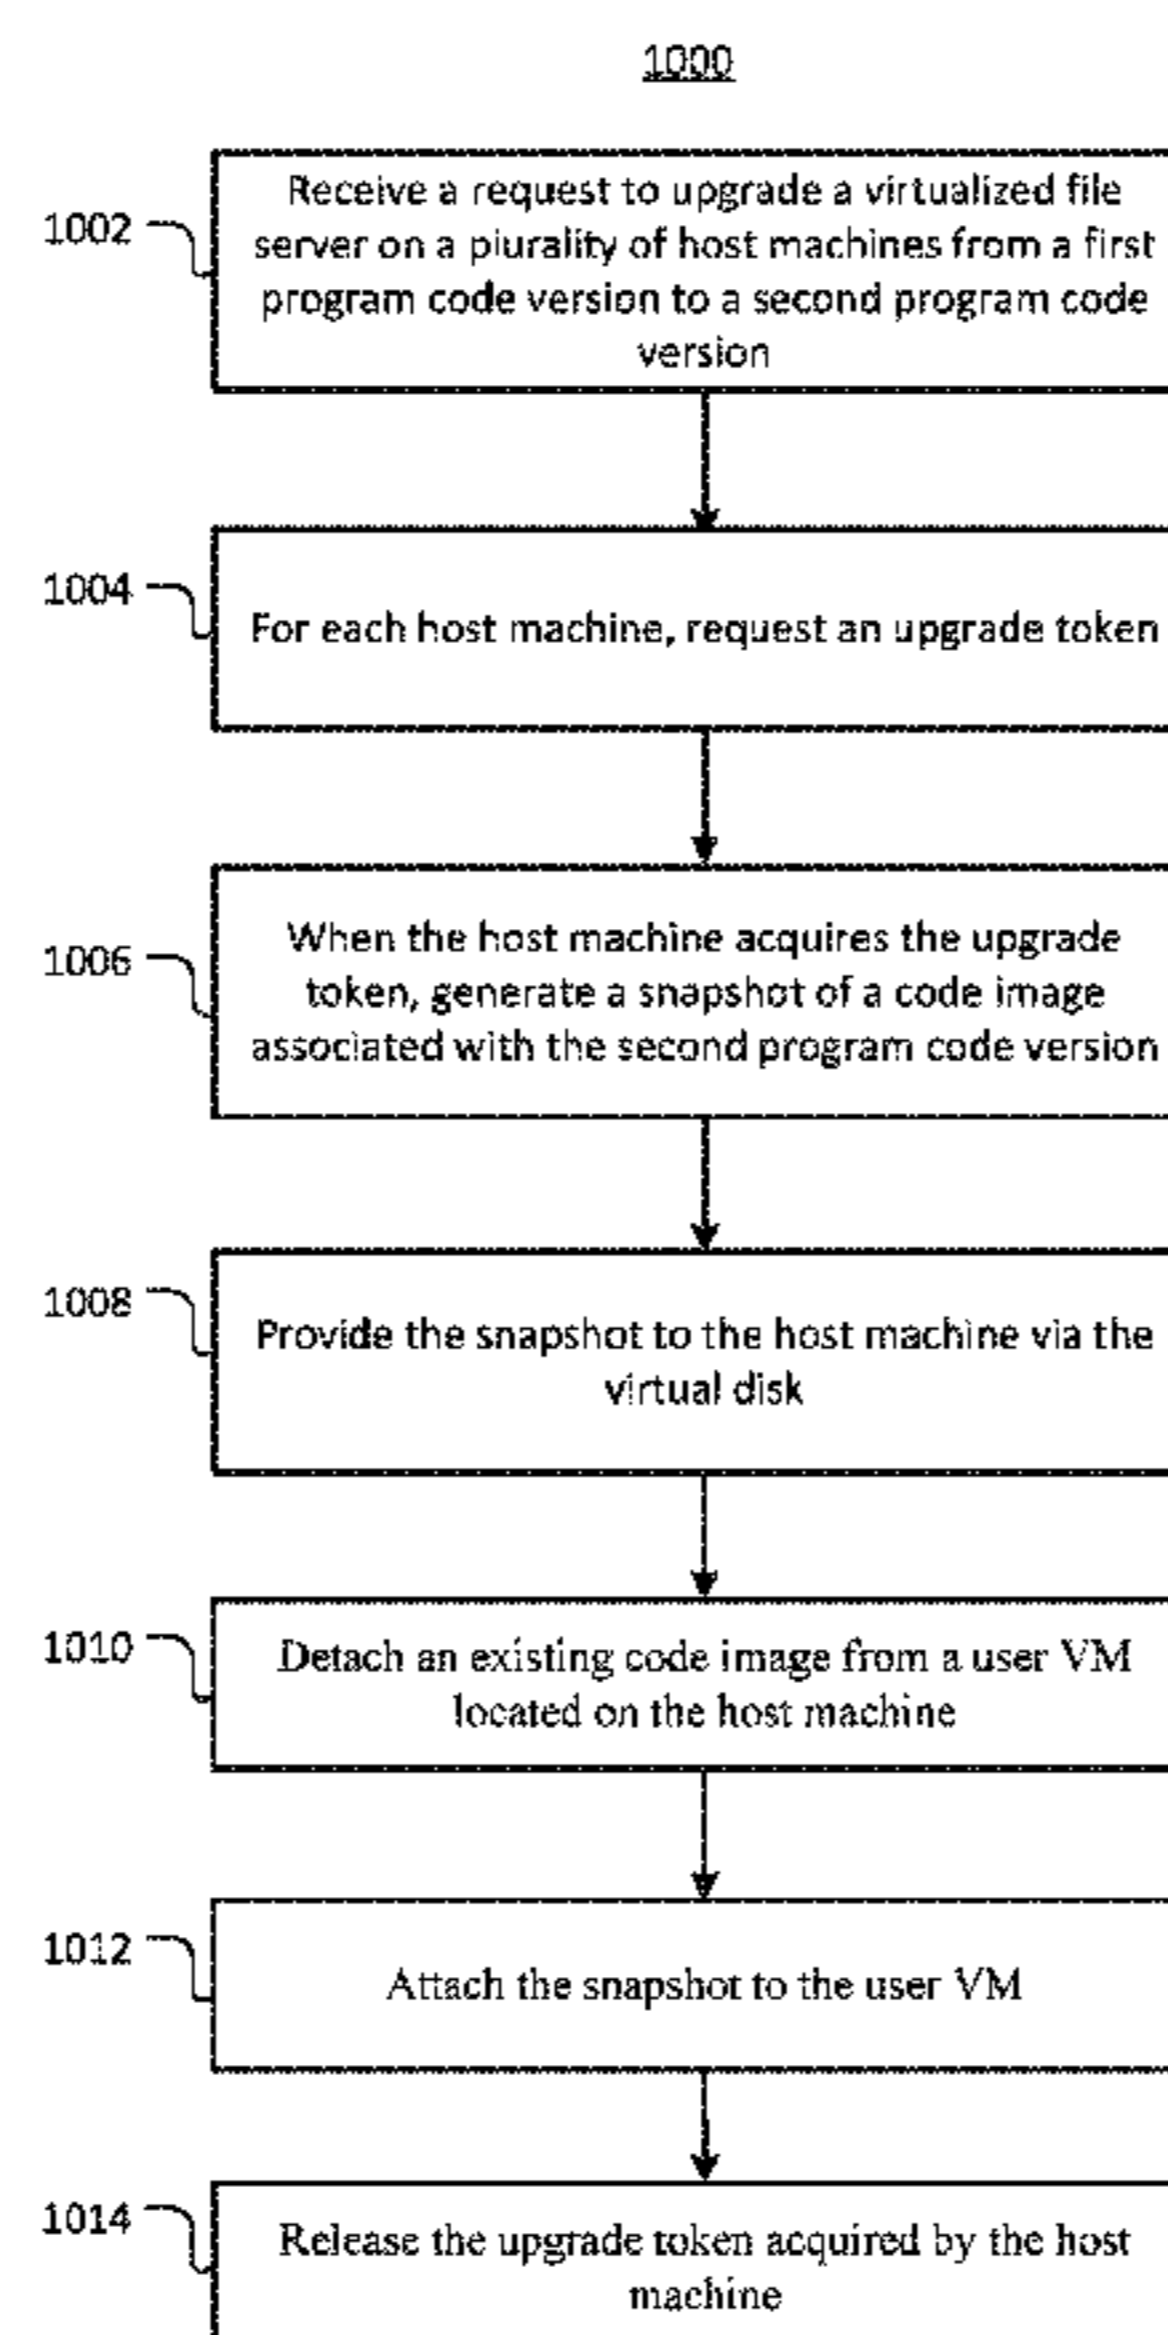 1000
1002
Receive a request to upgrade a virtualized file
server on a plurality of host machines from a first
program code version to a second program code
version
1004
For each host machine, request an upgrade token
1006
When the host machine acquires the upgrade
token, generate a snapshot of a code image
associated with the second program code version
1008
Provide the snapshot to the host machine via the
virtual disk
1010
Detach an existing code image from a user VM
located on the host machine
1012
Attach the snapshot to the user VM
1014
Release the upgrade token acquired by the host
machine